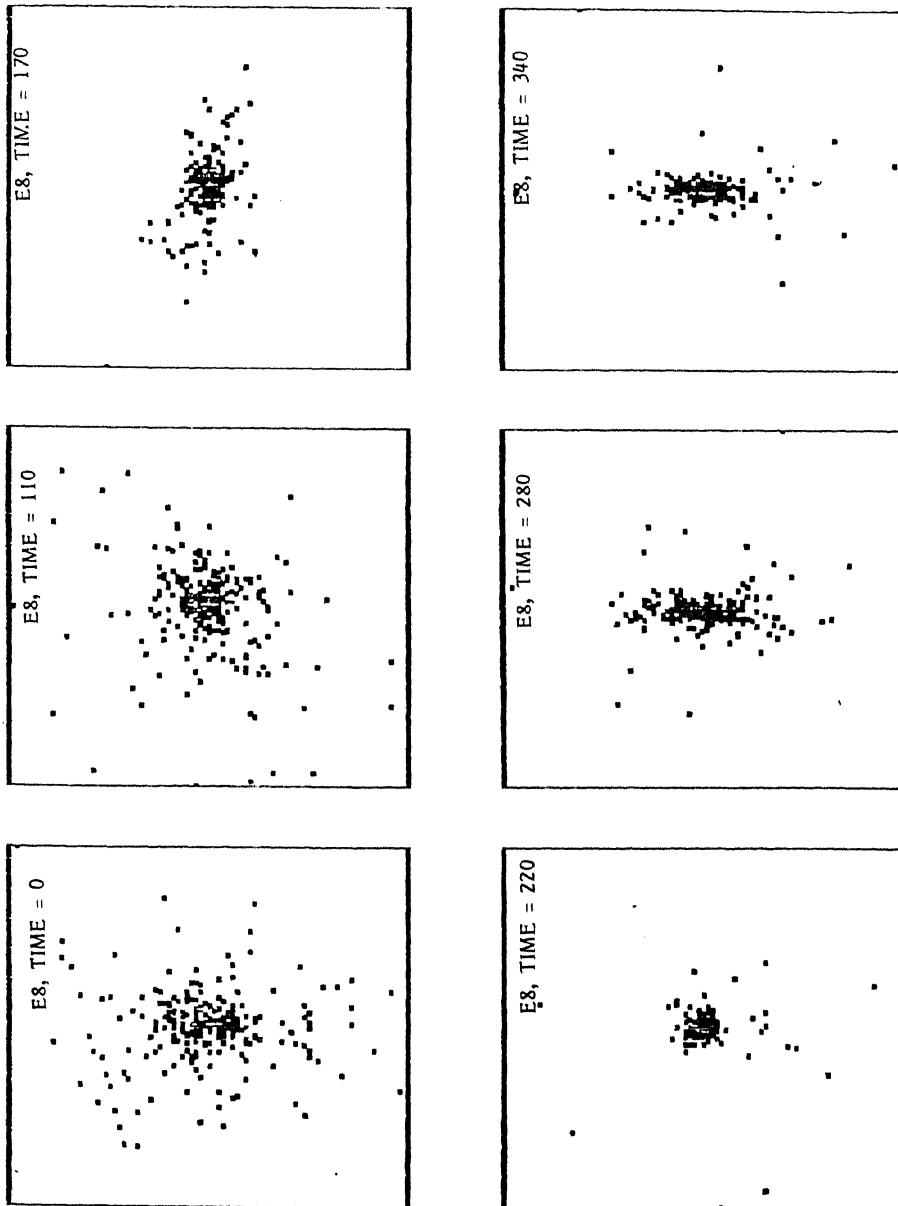 E8, TIME = 0
E8, TIME = 110
E8, TIME = 170
E8, TIME = 220
E8, TIME = 280
E8, TIME = 340